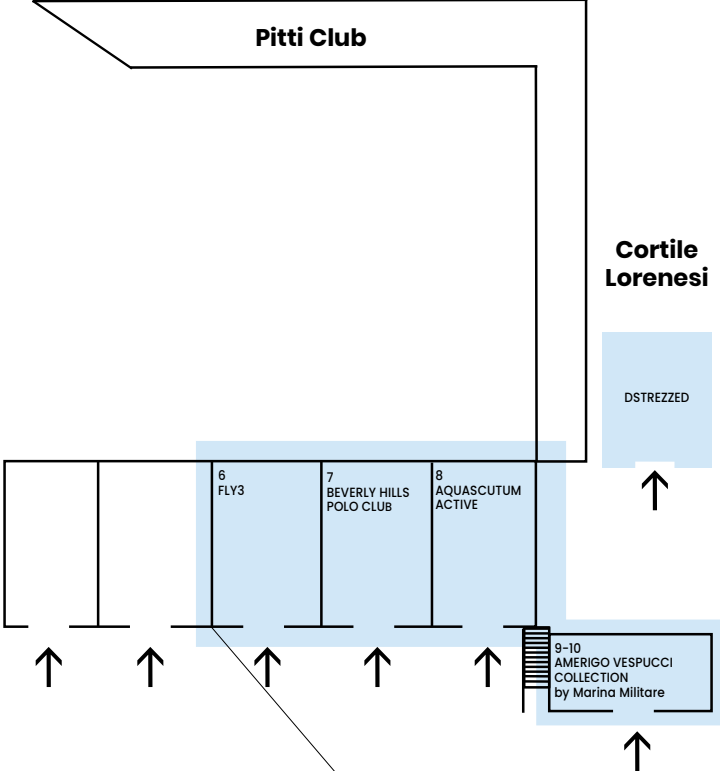 Pitti Club
Cortile
Lorenesi
DSTREZZED
6
FLY3
7
BEVERLY HILLS
POLO CLUB
8
AQUASCUTUM
ACTIVE
9-10
AMERIGO VESPUCCI
COLLECTION
by Marina Militare